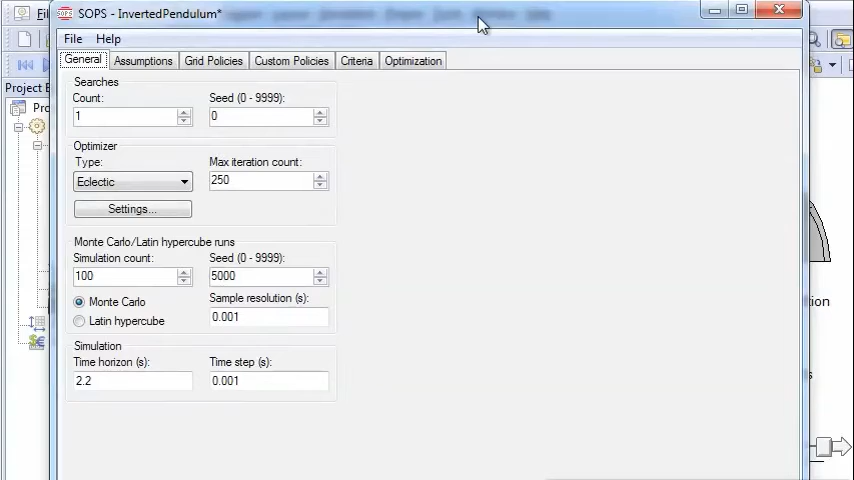 SOPS - InvertedPendulum*
File Help
General Assumptions Grid Policies Custom Policies Criteria Optimization
Searches
Count: Seed (0 - 9999):
1 0
Optimizer
Type: Max iteration count:
Eclectic 250
Settings...
Monte Carlo/Latin hypercube runs
Simulation count: Seed (0 - 9999):
100 5000
Monte Carlo Sample resolution (s):
Latin hypercube 0.001
Simulation
Time horizon (s): Time step (s):
2.2 0.001
Project